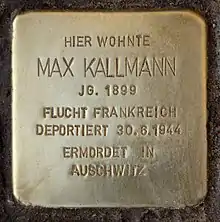 HIER WOHNTE
MAX KALLMANN
JG. 1899
FLUCHT FRANKREICH
DEPORTIERT 30.6.1944
ERMORDET IN
AUSCHWITZ